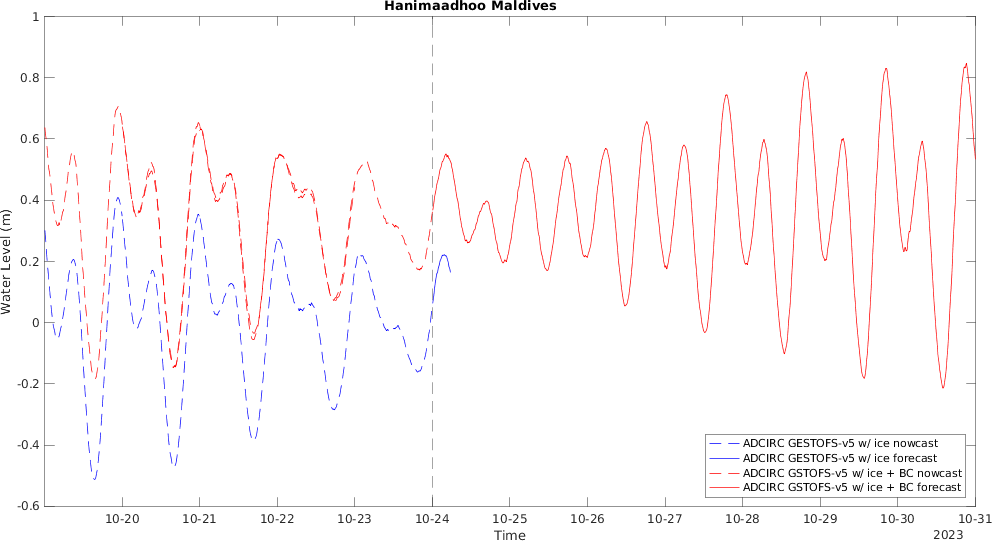 Hanimaadhoo Maldives
1
0.8
0.6
0.4
0.2
0
-0.2
-0.4
-0.6
Water Level (m)
10-20 10-21 10-22 10-23 10-24 10-25 10-26 10-27 10-28 10-29 10-30 10-31
Time
2023
ADCIRC GESTOFS-v5 w/ ice nowcast
ADCIRC GESTOFS-v5 w/ ice forecast
ADCIRC GSTOFS-v5 w/ ice + BC nowcast
ADCIRC GSTOFS-v5 w/ ice + BC forecast